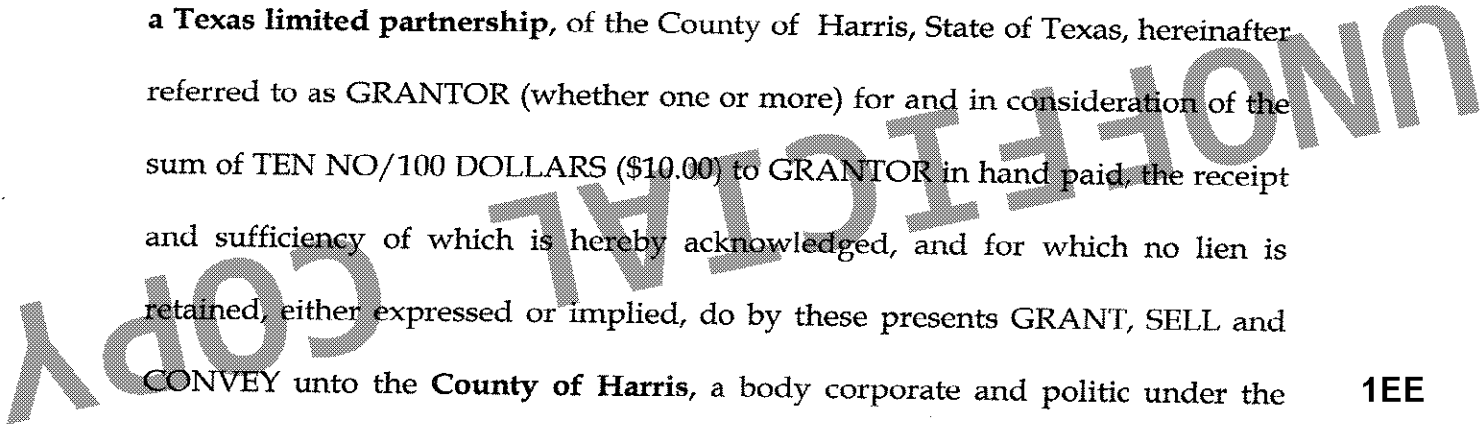 a Texas limited partnership, of the County of Harris, State of Texas, hereinafter
referred to as GRANTOR (whether one or more) for and in consideration of the
sum of TEN NO/100 DOLLARS ($10.00) to GRANTOR in hand paid, the receipt
and sufficiency of which is hereby acknowledged, and for which no lien is
retained, either expressed or implied, do by these presents GRANT, SELL and
CONVEY unto the County of Harris, a body corporate and politic under the
1EE
UNOFFICIAL COPY